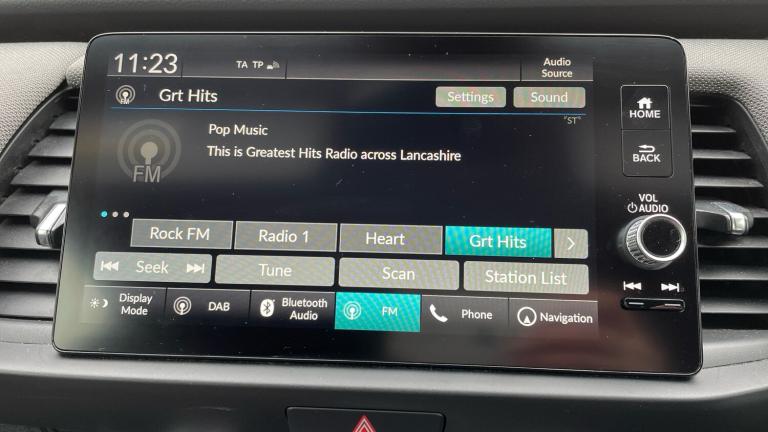 11:23
TA TP
Audio
Source
FM
Grt Hits
Settings
Sound
"ST"
Pop Music
This is Greatest Hits Radio across Lancashire
FM
Rock FM
Radio 1
Heart
Grt Hits
Seek
Tune
Scan
Station List
Display
Mode
DAB
Bluetooth
Audio
FM
Phone
Navigation
HOME
BACK
VOL
AUDIO